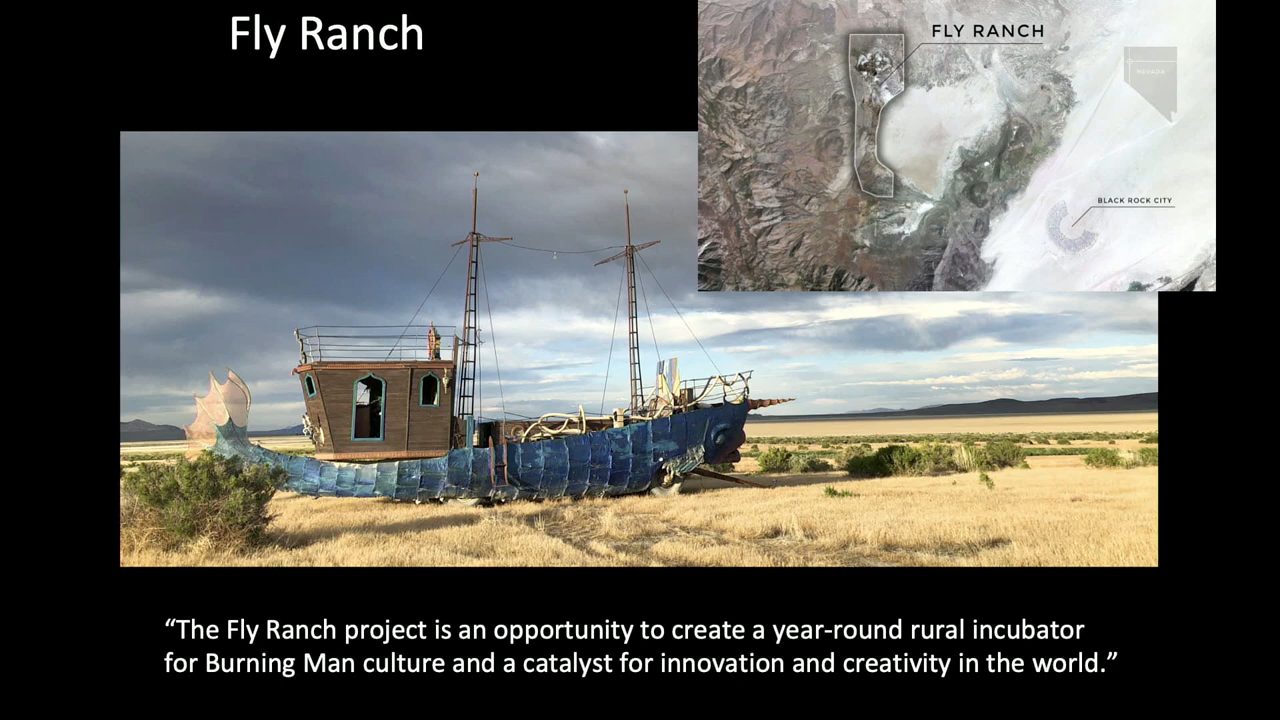 Fly Ranch
FLY RANCH
NEVADA
BLACK ROCK CITY
“The Fly Ranch project is an opportunity to create a year-round rural incubator
for Burning Man culture and a catalyst for innovation and creativity in the world.”